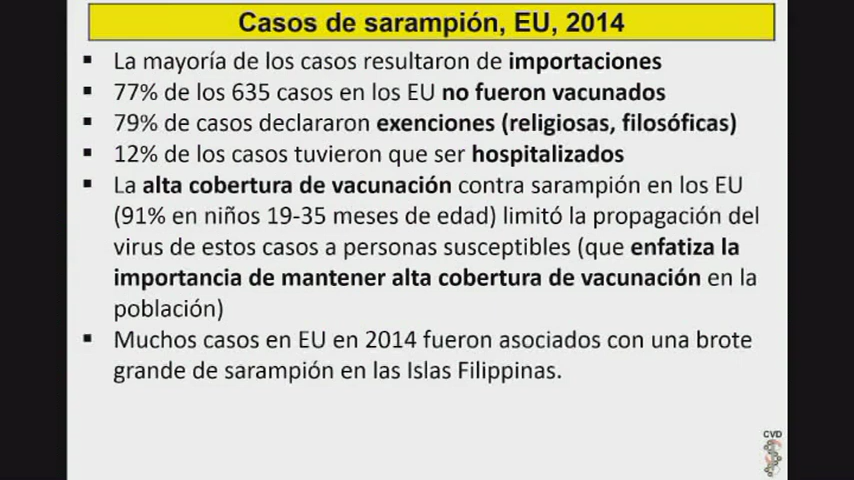 Casos de sarampión, EU, 2014
▪ La mayoría de los casos resultaron de importaciones
▪ 77% de los 635 casos en los EU no fueron vacunados
▪ 79% de casos declararon exenciones (religiosas, filosóficas)
▪ 12% de los casos tuvieron que ser hospitalizados
▪ La alta cobertura de vacunación contra sarampión en los EU
(91% en niños 19-35 meses de edad) limitó la propagación del
virus de estos casos a personas susceptibles (que enfatiza la
importancia de mantener alta cobertura de vacunación en la
población)
▪ Muchos casos en EU en 2014 fueron asociados con una brote
grande de sarampión en las Islas Filippinas.
CVD